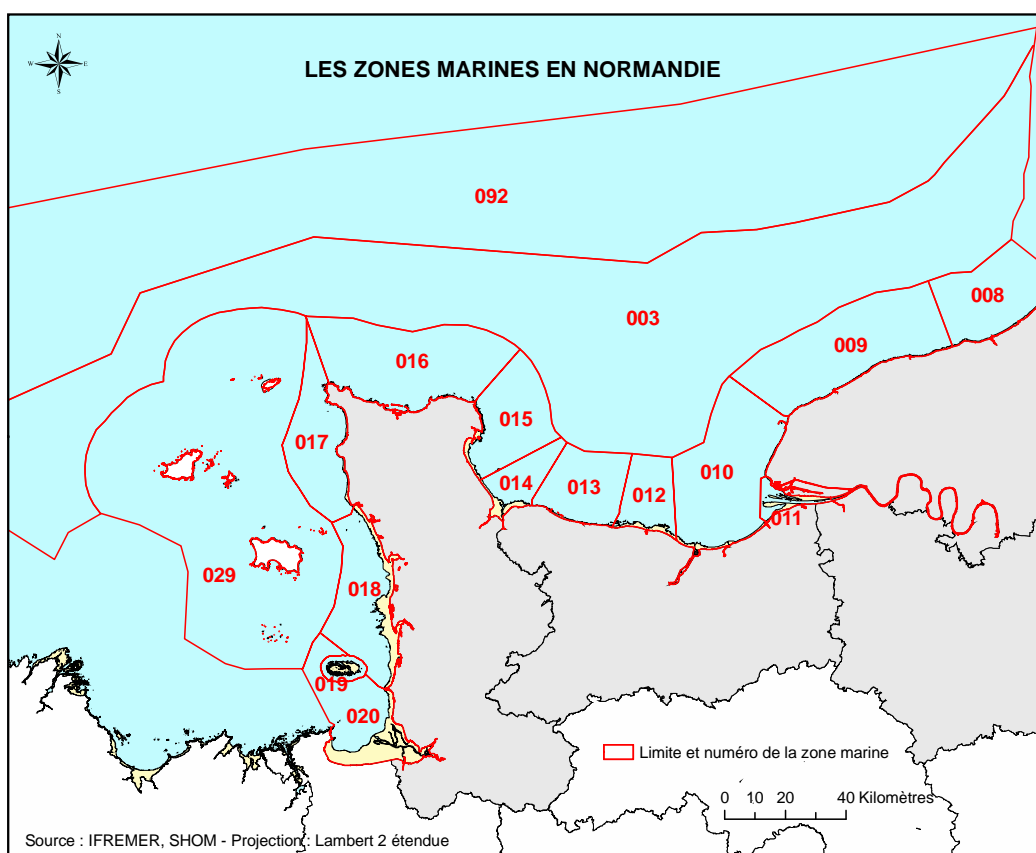 N
W E
S
LES ZONES MARINES EN NORMANDIE
092
008
003
009
016
015
017
010
014
013
012
011
029
018
019
020
Limite et numéro de la zone marine
0 10 20 40 Kilomètres
Source : IFREMER, SHOM - Projection : Lambert 2 étendue